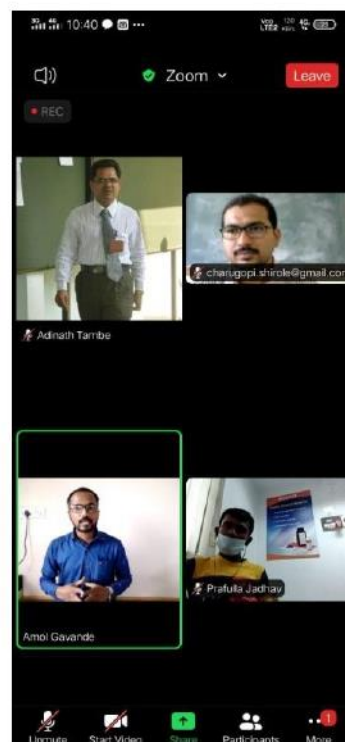 10:40
Zoom
Leave
REC
Adinath Tambe
charugopi.shirole@gmail.com
Amol Gavande
Prafulla Jadhav
Unmute Start Video Share Participants More
1